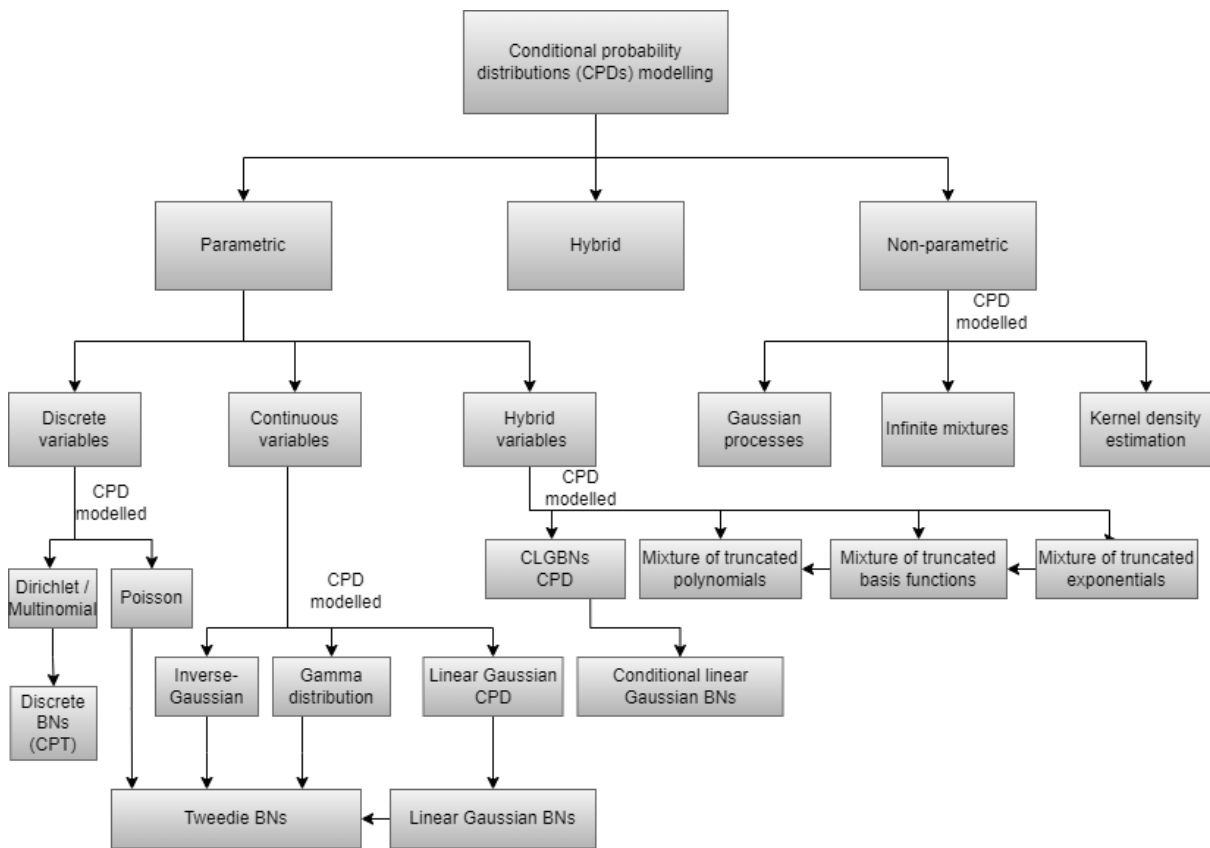 Conditional probability
distributions (CPDs) modelling
Parametric
Hybrid
Non-parametric
CPD
modelled
Discrete
variables
Continuous
variables
Hybrid
variables
Gaussian
processes
Infinite mixtures
Kernel density
estimation
CPD
modelled
CPD
modelled
CPD
modelled
Dirichlet /
Multinomial
Poisson
CLGBNs
CPD
Mixture of truncated
polynomials
Mixture of truncated
basis functions
Mixture of truncated
exponentials
Discrete
BNs
(CPT)
Inverse-
Gaussian
Gamma
distribution
Linear Gaussian
CPD
Conditional linear
Gaussian BNs
Tweedie BNs
Linear Gaussian BNs